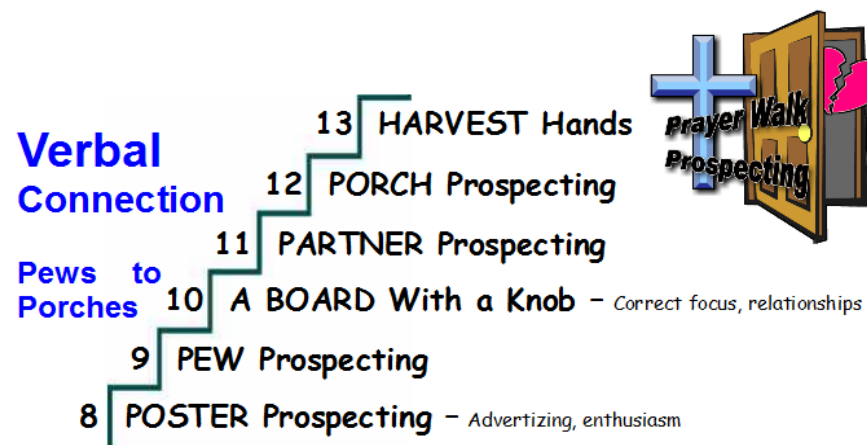 Prayer Walk
Prospecting
13 HARVEST Hands
Verbal
Connection
12 PORCH Prospecting
11 PARTNER Prospecting
Pews to
Porches
10 A BOARD With a Knob - Correct focus, relationships
9 PEW Prospecting
8 POSTER Prospecting - Advertizing, enthusiasm